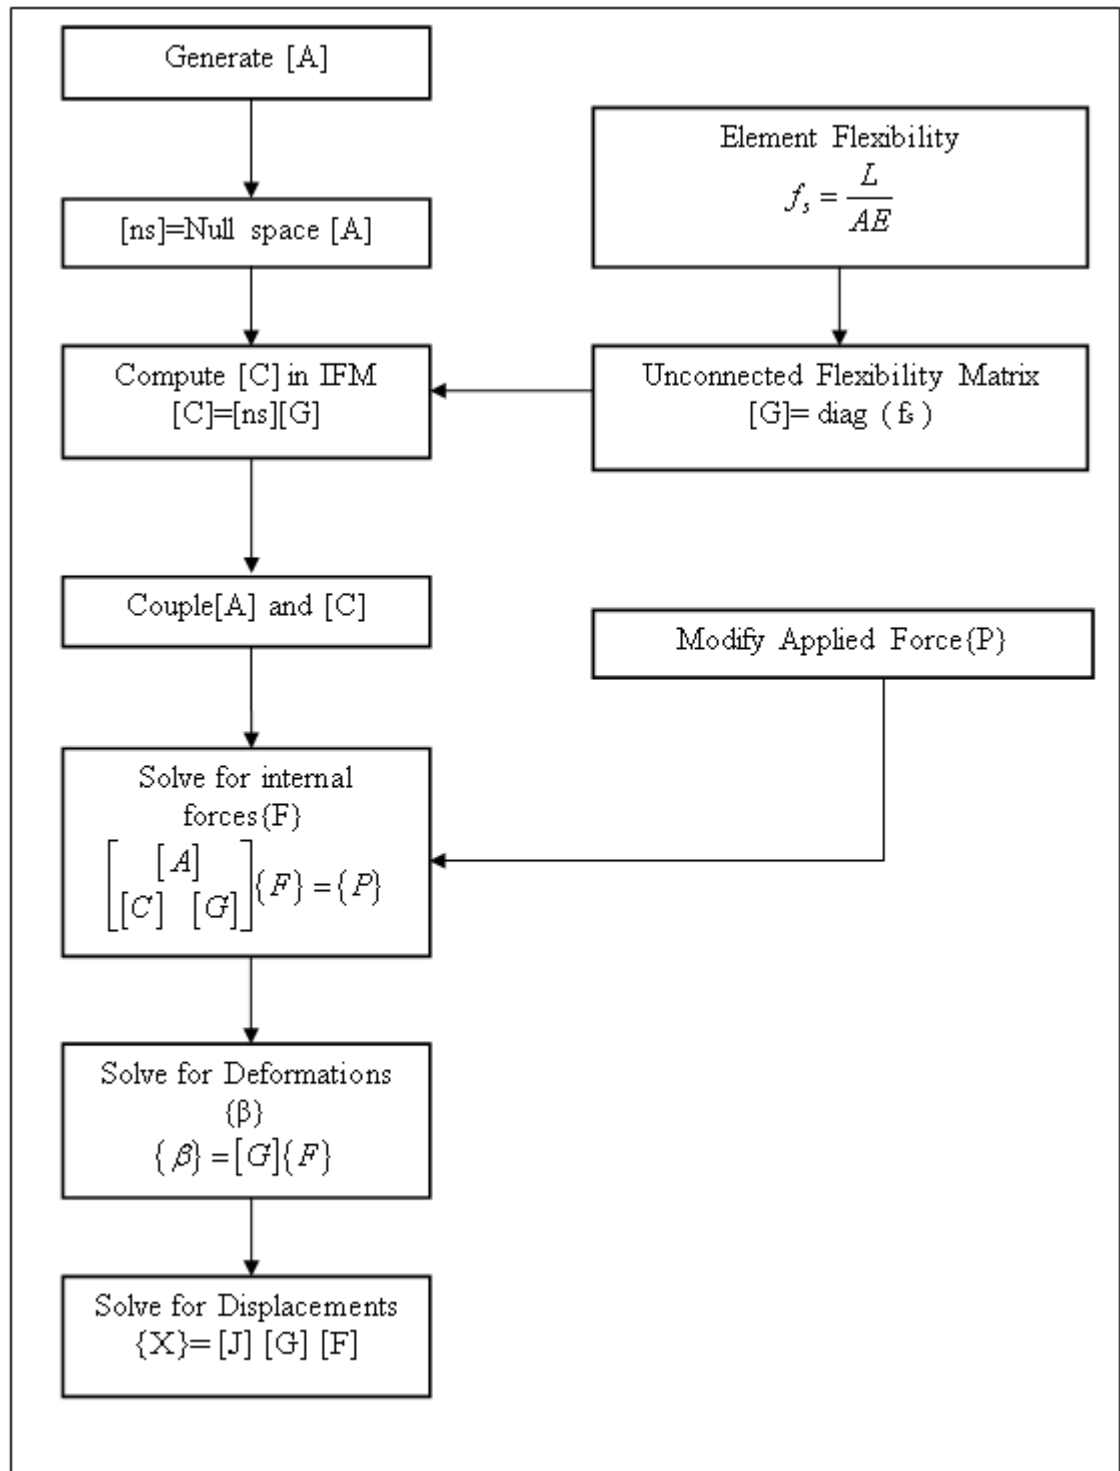 Generate [A]
Element Flexibility
f_s = L / AE
[ns]=Null space [A]
Compute [C] in IFM
[C]=[ns][G]
Unconnected Flexibility Matrix
[G]= diag (fs)
Couple[A] and [C]
Modify Applied Force{P}
Solve for internal
forces{F}
[ [A]
[C] [G] ] {F} = {P}
Solve for Deformations
{β}
{β} = [G]{F}
Solve for Displacements
{X}= [J] [G] [F]